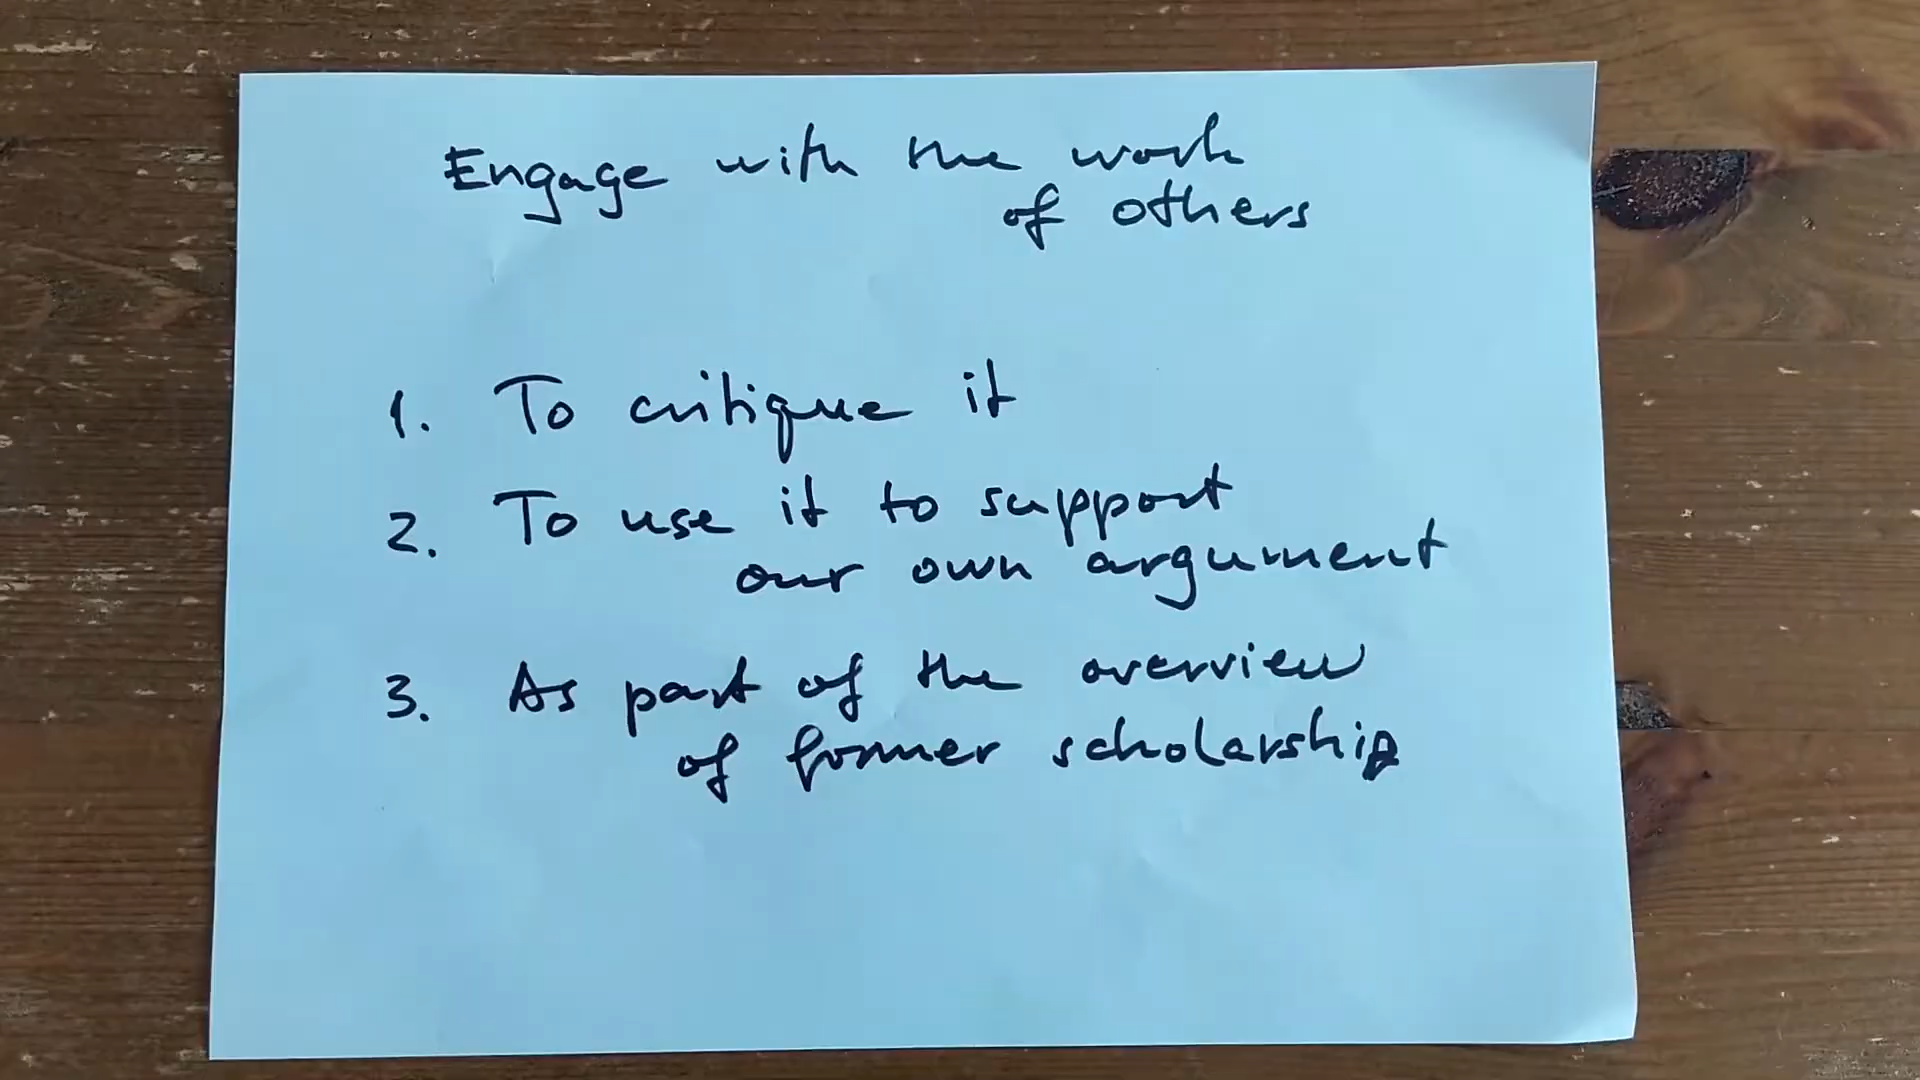 Engage with the work
of others
1. To critique it
2. To use it to support
our own argument
3. As part of the overview
of former scholarship